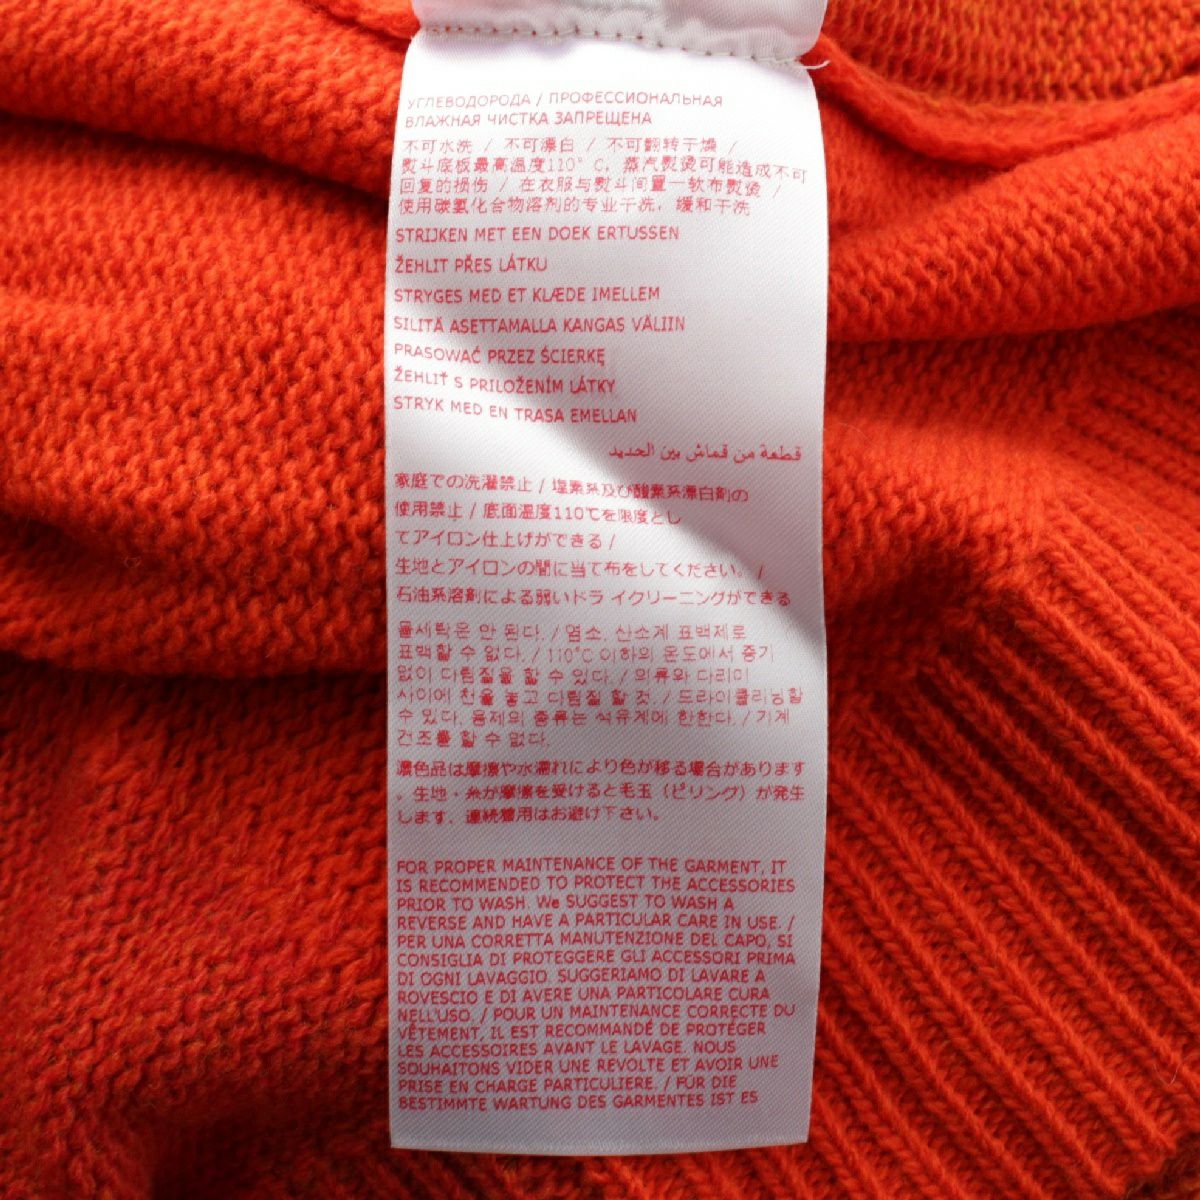 УГЛЕВОДОРОДА / ПРОФЕССИОНАЛЬНАЯ
ВЛАЖНАЯ ЧИСТКА ЗАПРЕЩЕНА
不可水洗 / 不可漂白 / 不可翻转干燥 /
熨斗底板最高温度110° C, 蒸汽熨烫可能造成不可
回复的损伤 / 在衣服与熨斗间置一软布熨烫 /
使用碳氢化合物溶剂的专业干洗, 缓和干洗
STRIJKEN MET EEN DOEK ERTUSSEN
ŽEHLIT PŘES LÁTKU
STRYGES MED ET KLÆDE IMELLEM
SILITÄ ASETTAMALLA KANGAS VÄLIIN
PRASOWAĆ PRZEZ ŚCIERKĘ
ŽEHLIŤ S PRILOŽENÍM LÁTKY
STRYK MED EN TRASA EMELLAN
قطعة من قماش بين الحديد
家庭での洗濯禁止 / 塩素系及び酸素系漂白剤の
使用禁止 / 底面温度110℃を限度とし
てアイロン仕上げができる /
生地とアイロンの間に当て布をしてください。 /
石油系溶剤による弱いドラ イクリーニングができる
물세탁은 안 된다. / 염소, 산소계 표백제로
표백할 수 없다. / 110°C 이하의 온도에서 증기
없이 다림질을 할 수 있다. / 의류와 다리미
사이에 천을 놓고 다림질 할 것. / 드라이클리닝할
수 있다. 용제의 종류는 석유계에 한한다. / 기계
건조를 할 수 없다.
濃色品は摩擦や水濡れにより色が移る場合があります
。生地・糸が摩擦を受けると毛玉 (ピリング) が発生
します、連続着用はお避け下さい。
FOR PROPER MAINTENANCE OF THE GARMENT, IT
IS RECOMMENDED TO PROTECT THE ACCESSORIES
PRIOR TO WASH. We SUGGEST TO WASH A
REVERSE AND HAVE A PARTICULAR CARE IN USE. /
PER UNA CORRETTA MANUTENZIONE DEL CAPO, SI
CONSIGLIA DI PROTEGGERE GLI ACCESSORI PRIMA
DI OGNI LAVAGGIO. SUGGERIAMO DI LAVARE A
ROVESCIO E DI AVERE UNA PARTICOLARE CURA
NELL'USO. / POUR UN MAINTENANCE CORRECTE DU
VÊTEMENT, IL EST RECOMMANDÉ DE PROTÉGER
LES ACCESSOIRES AVANT LE LAVAGE. NOUS
SOUHAITONS VIDER UNE REVOLTE ET AVOIR UNE
PRISE EN CHARGE PARTICULIERE. / FÜR DIE
BESTIMMTE WARTUNG DES GARMENTES IST ES